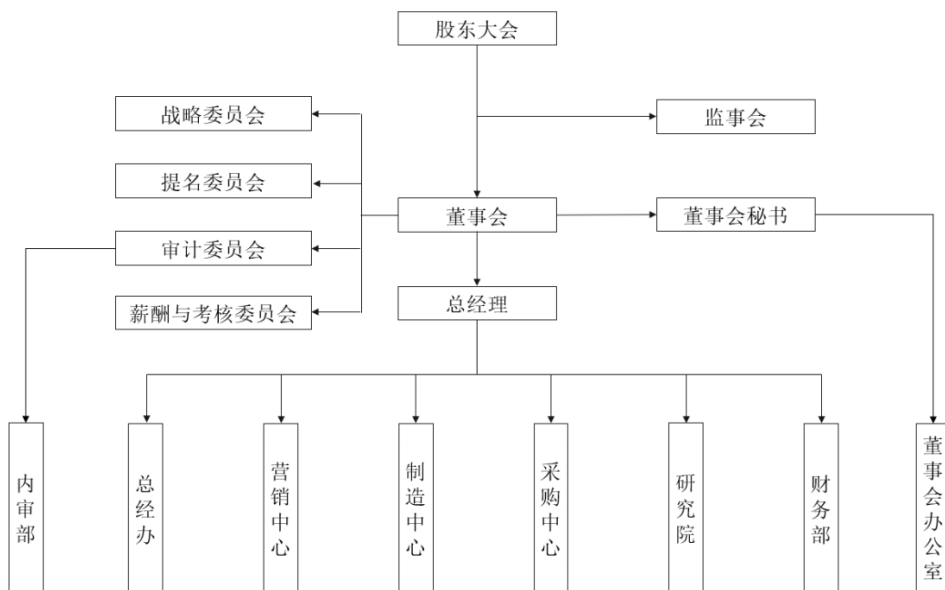 股东大会
战略委员会
监事会
提名委员会
董事会
董事会秘书
审计委员会
总经理
薪酬与考核委员会
内审部
总经办
营销中心
制造中心
采购中心
研究院
财务部
董事会办公室